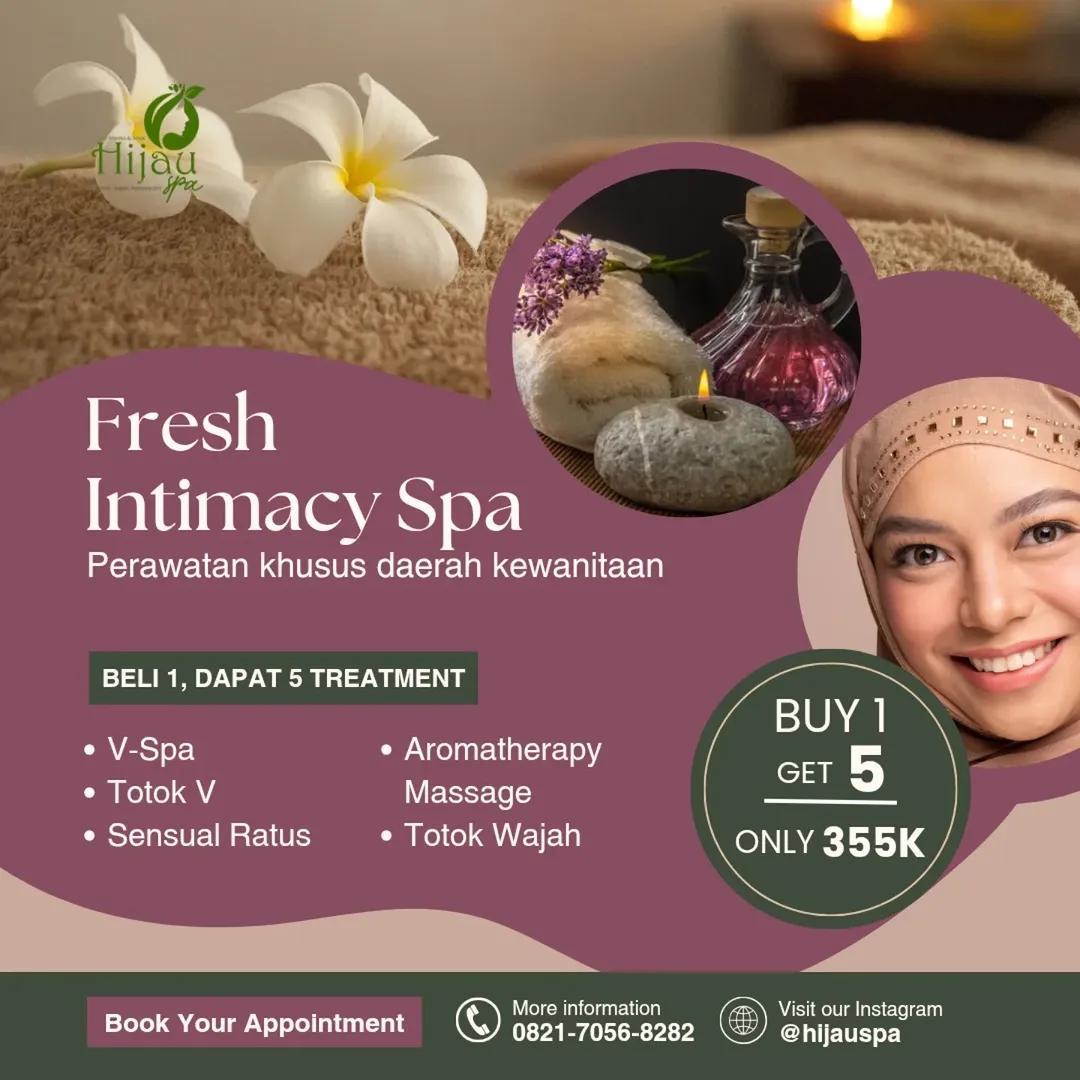 Hijau
spa
Fresh
Intimacy Spa
Perawatan khusus daerah kewanitaan
BELI 1, DAPAT 5 TREATMENT
• V-Spa
• Totok V
• Sensual Ratus
• Aromatherapy
Massage
• Totok Wajah
BUY 1
GET 5
ONLY 355K
Book Your Appointment
More information
0821-7056-8282
Visit our Instagram
@hijauspa